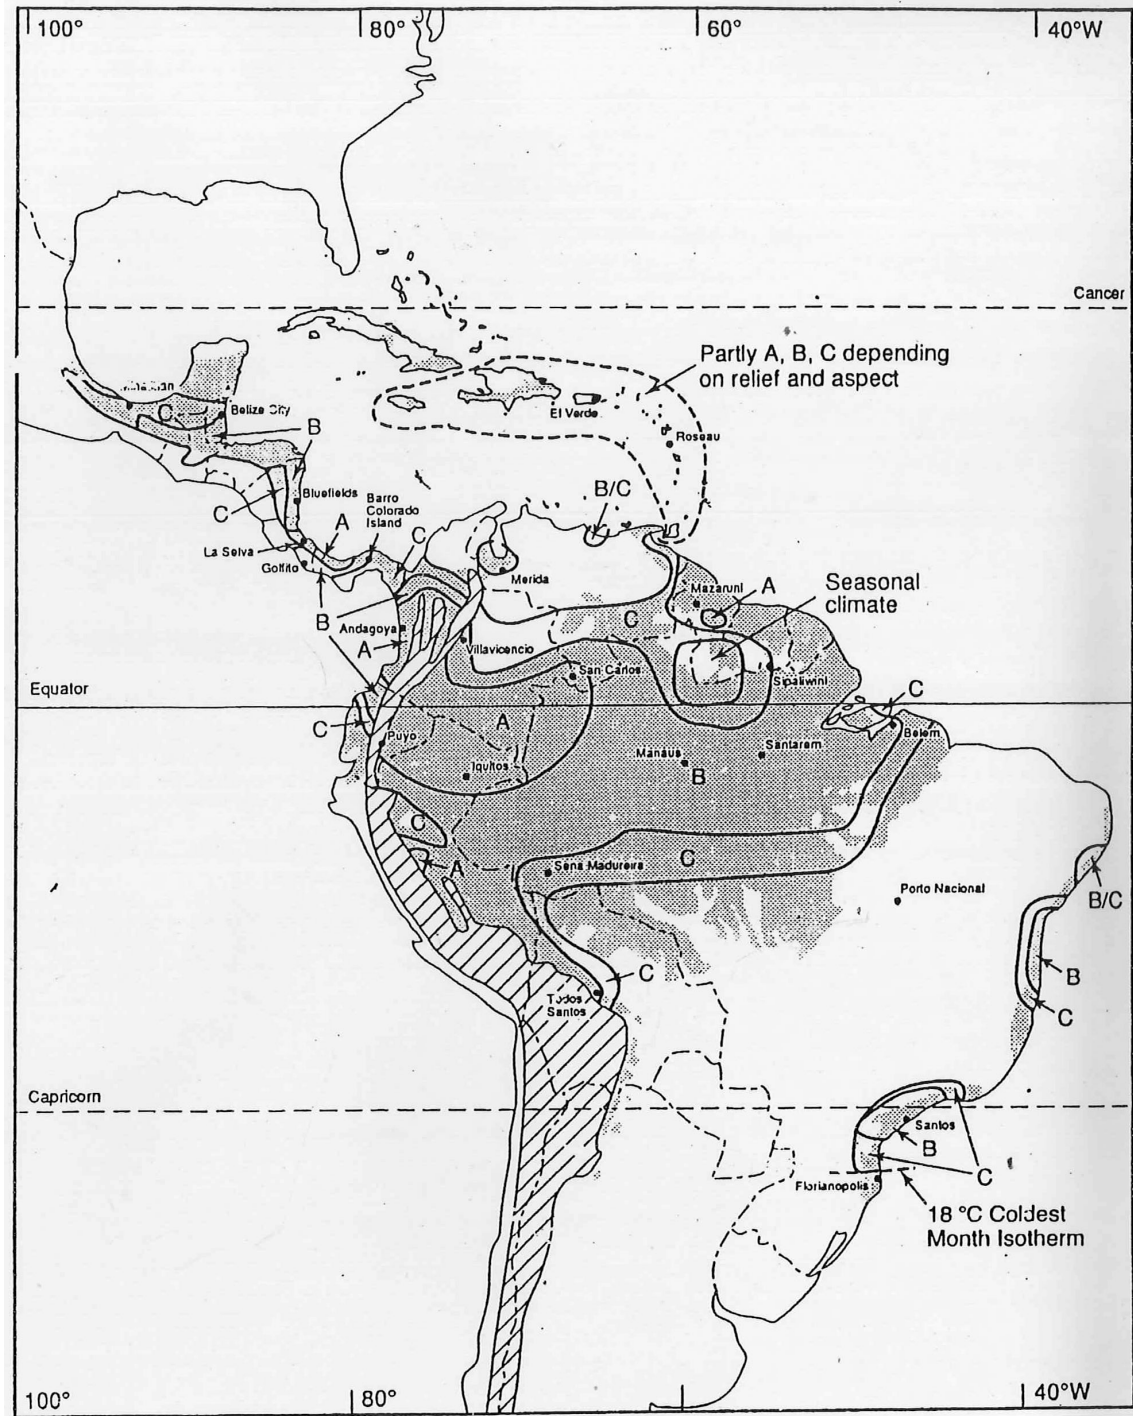 100°
80°
60°
40°W
Cancer
Partly A, B, C depending
on relief and aspect
C
Belize City
El Verde
Roseau
B
Bluefields
Barro
Colorado
Island
B/C
C
A
C
La Selva
Golfito
Merida
Mazaruni
A
Seasonal
climate
B
C
Andagoya
A
Villavicencio
San Carlos
Sipaliwini
Equator
C
C
A
Puyo
Belem
Iquitos
Manaus
Santarem
B
C
A
Sena Madureira
C
Porto Nacional
B/C
B
C
Todos
Santos
C
Capricorn
Santos
B
C
Florianopolis
18 °C Coldest
Month Isotherm
100°
80°
40°W